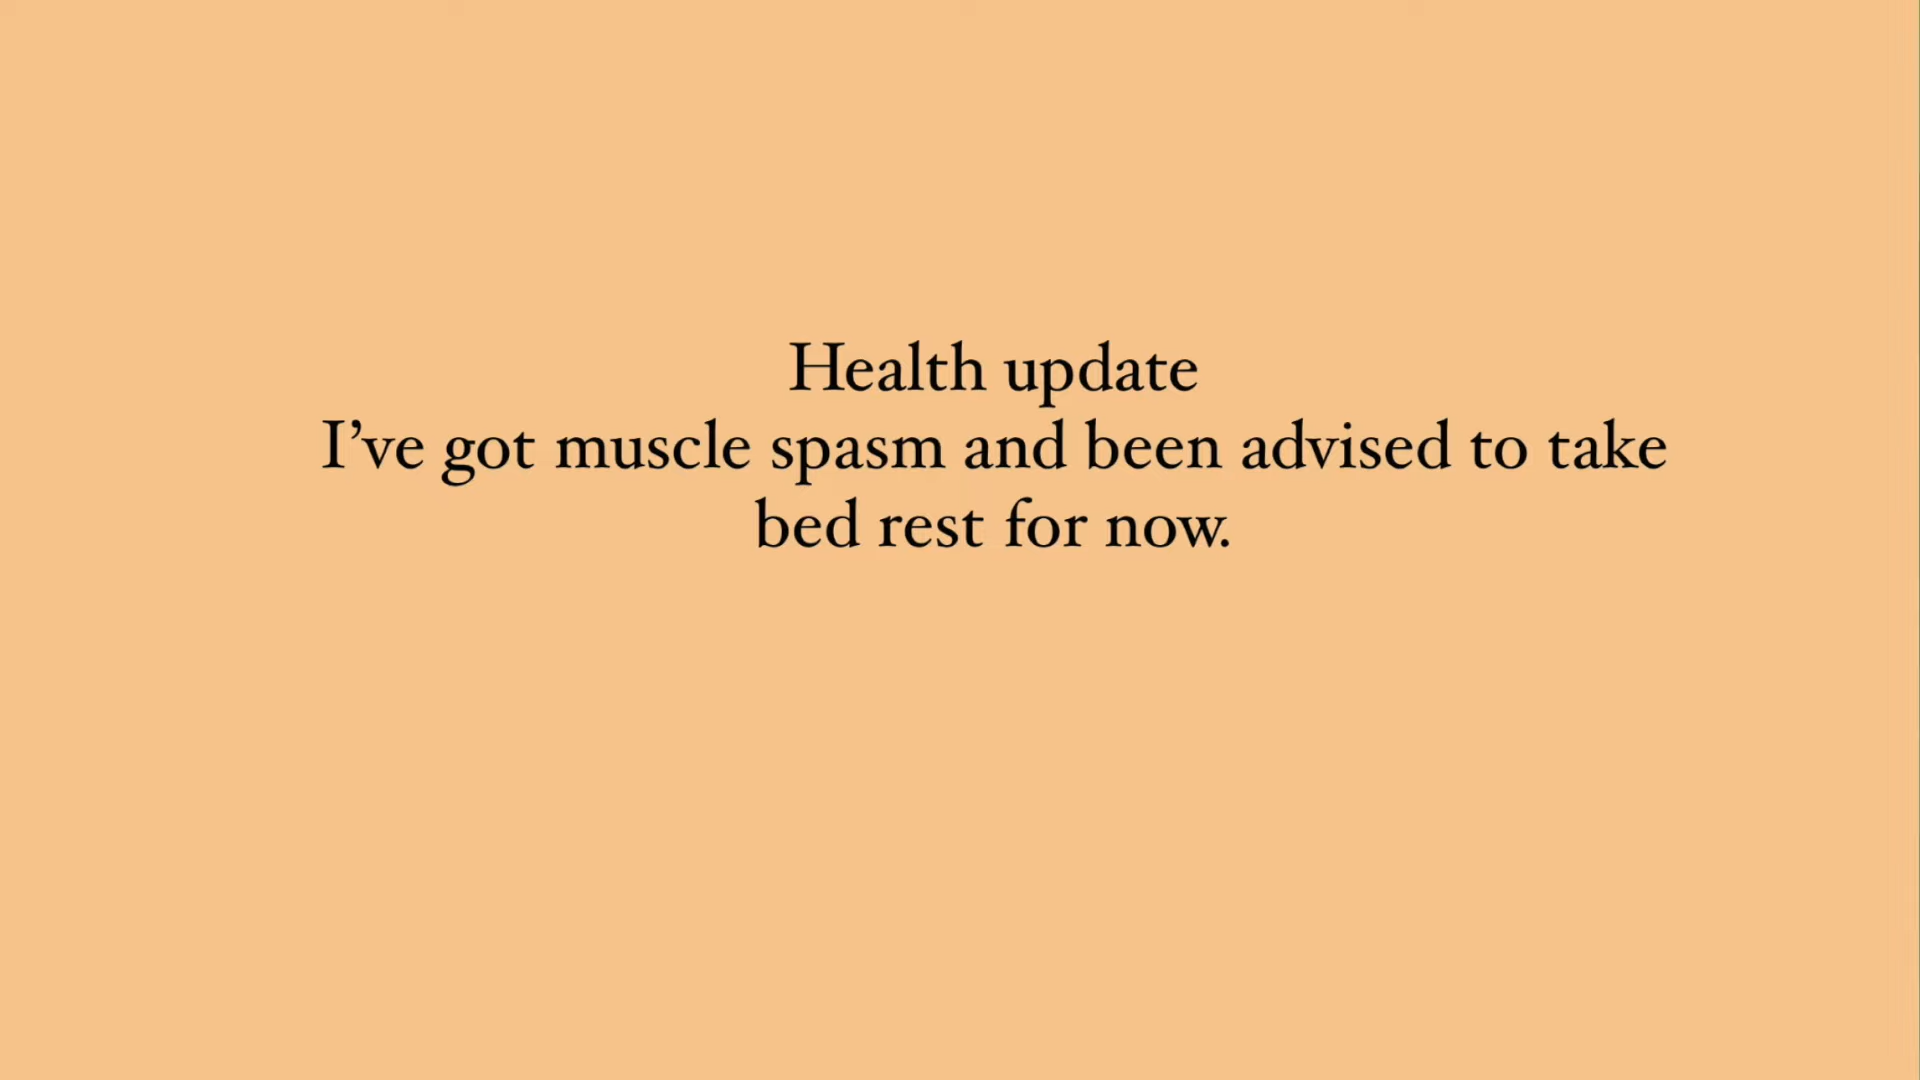 Health update
I’ve got muscle spasm and been advised to take
bed rest for now.